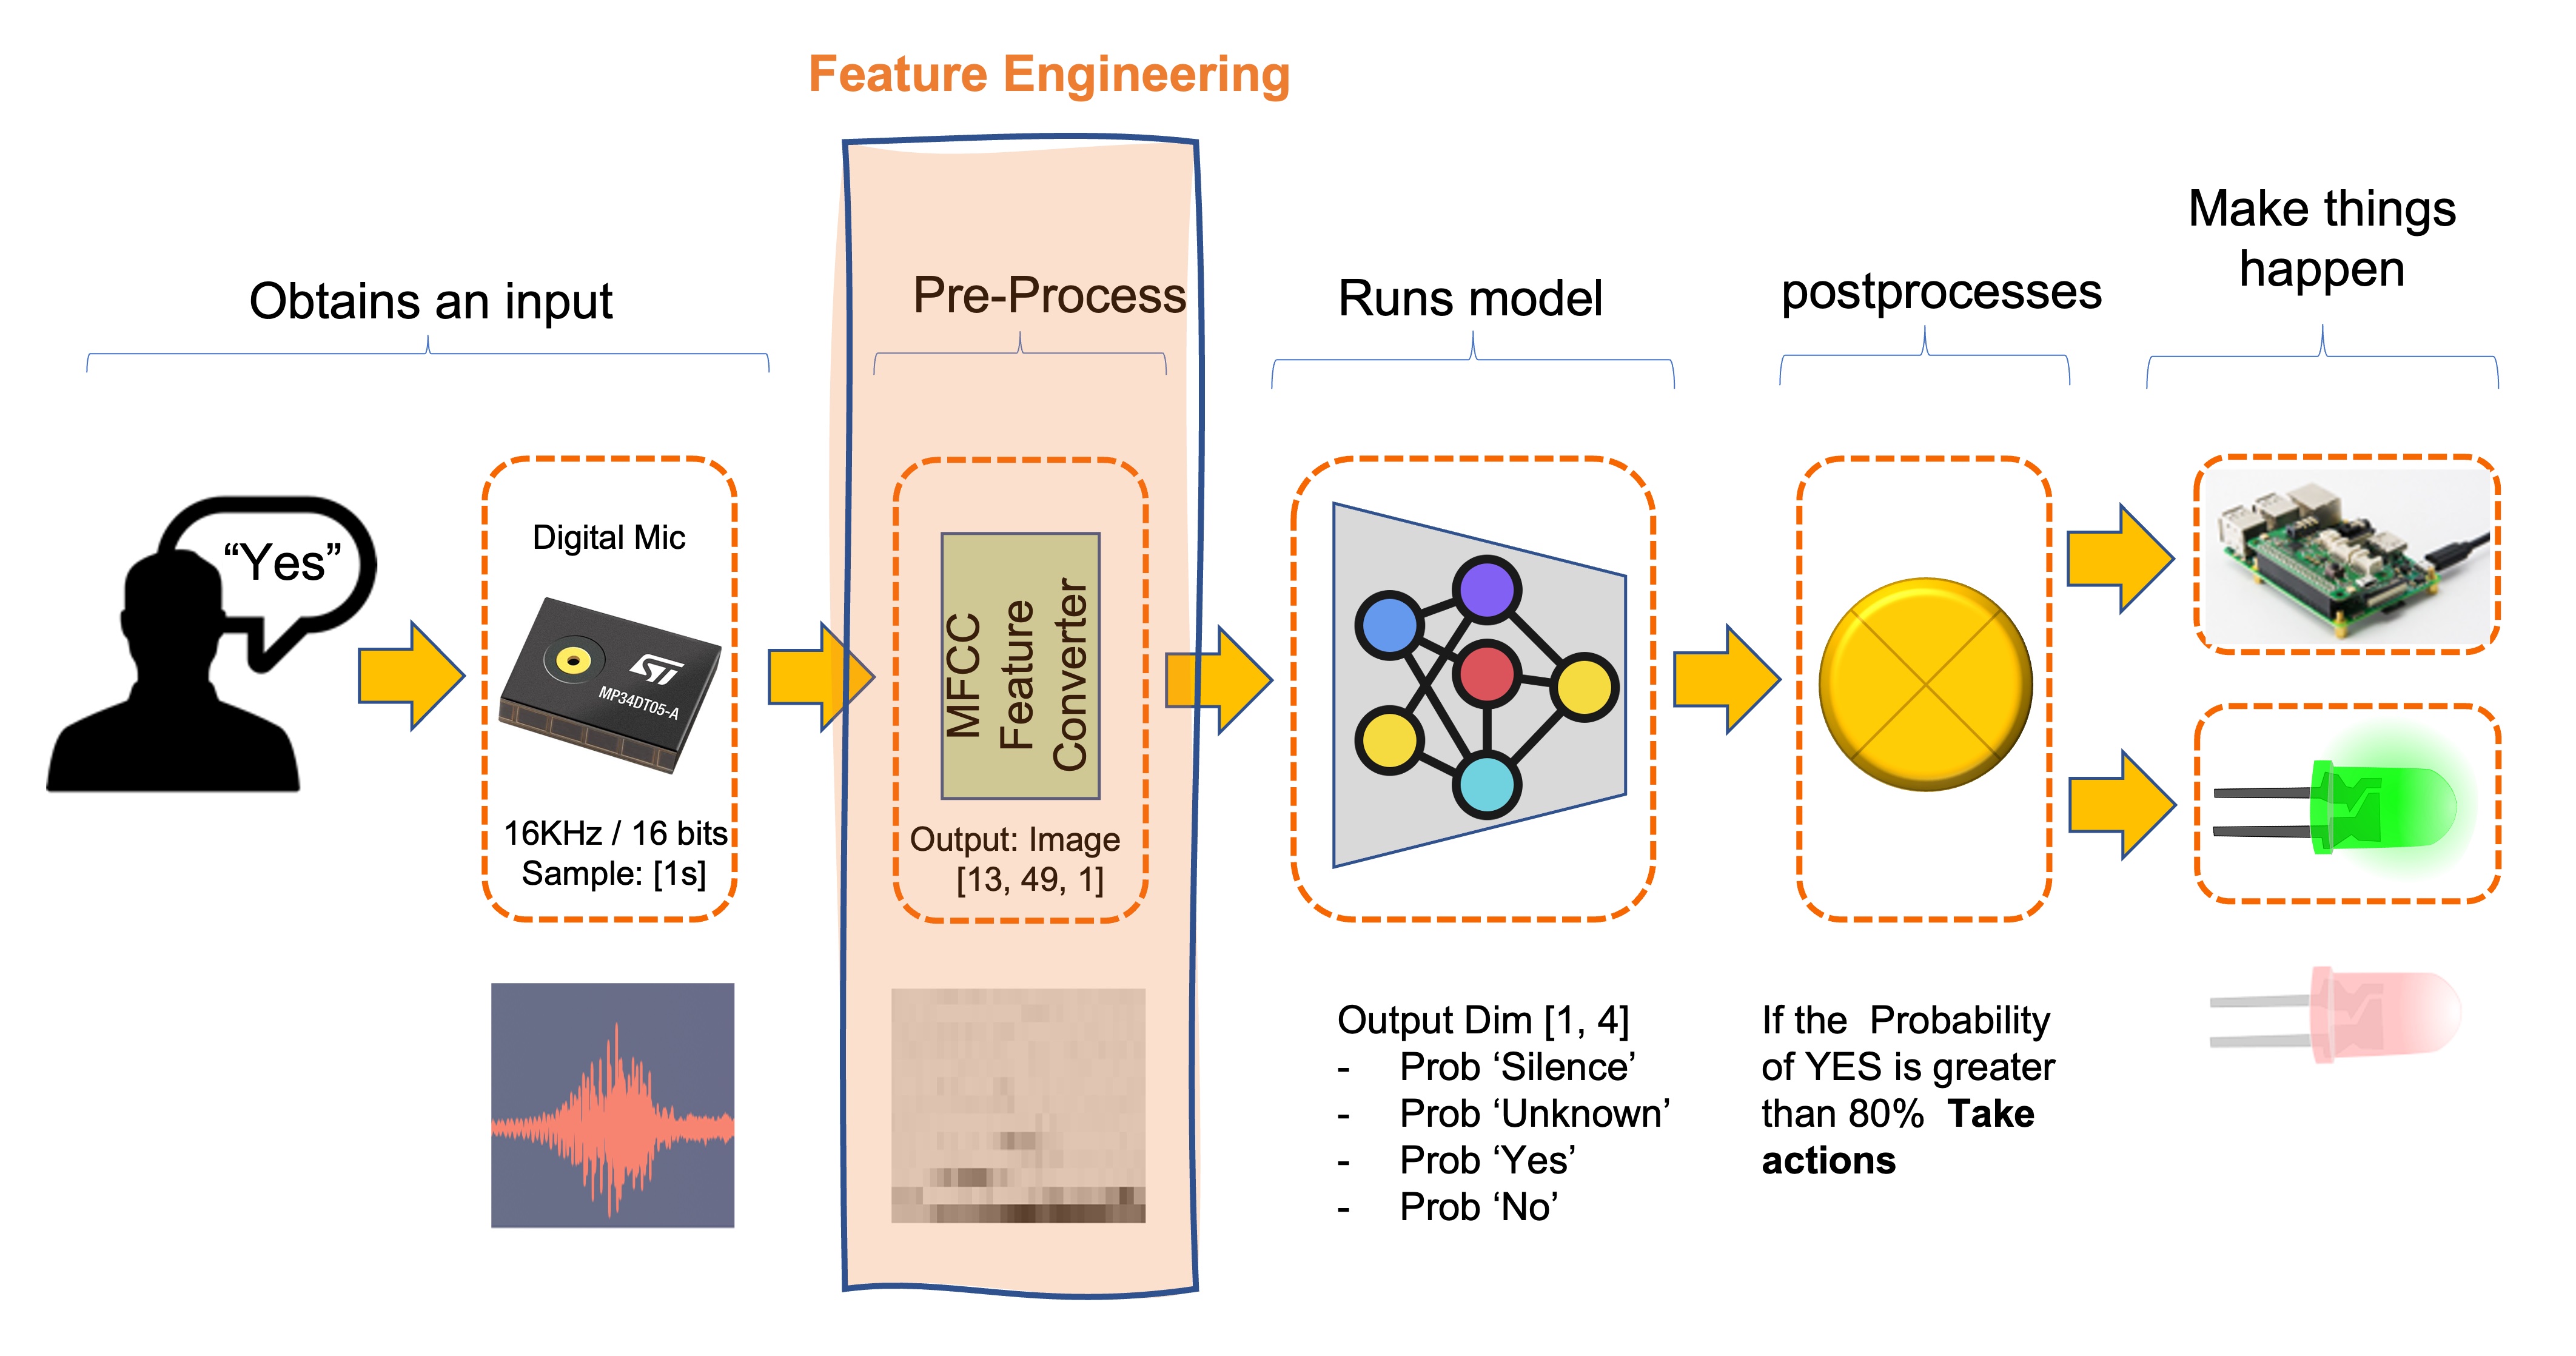 Feature Engineering
Obtains an input
Pre-Process
Runs model
postprocesses
Make things
happen
“Yes”
Digital Mic
ST
MP34DT05-A
16KHz / 16 bits
Sample: [1s]
MFCC
Feature
Converter
Output: Image
[13, 49, 1]
Output Dim [1, 4]
- Prob ‘Silence’
- Prob ‘Unknown’
- Prob ‘Yes’
- Prob ‘No’
If the Probability
of YES is greater
than 80% Take
actions